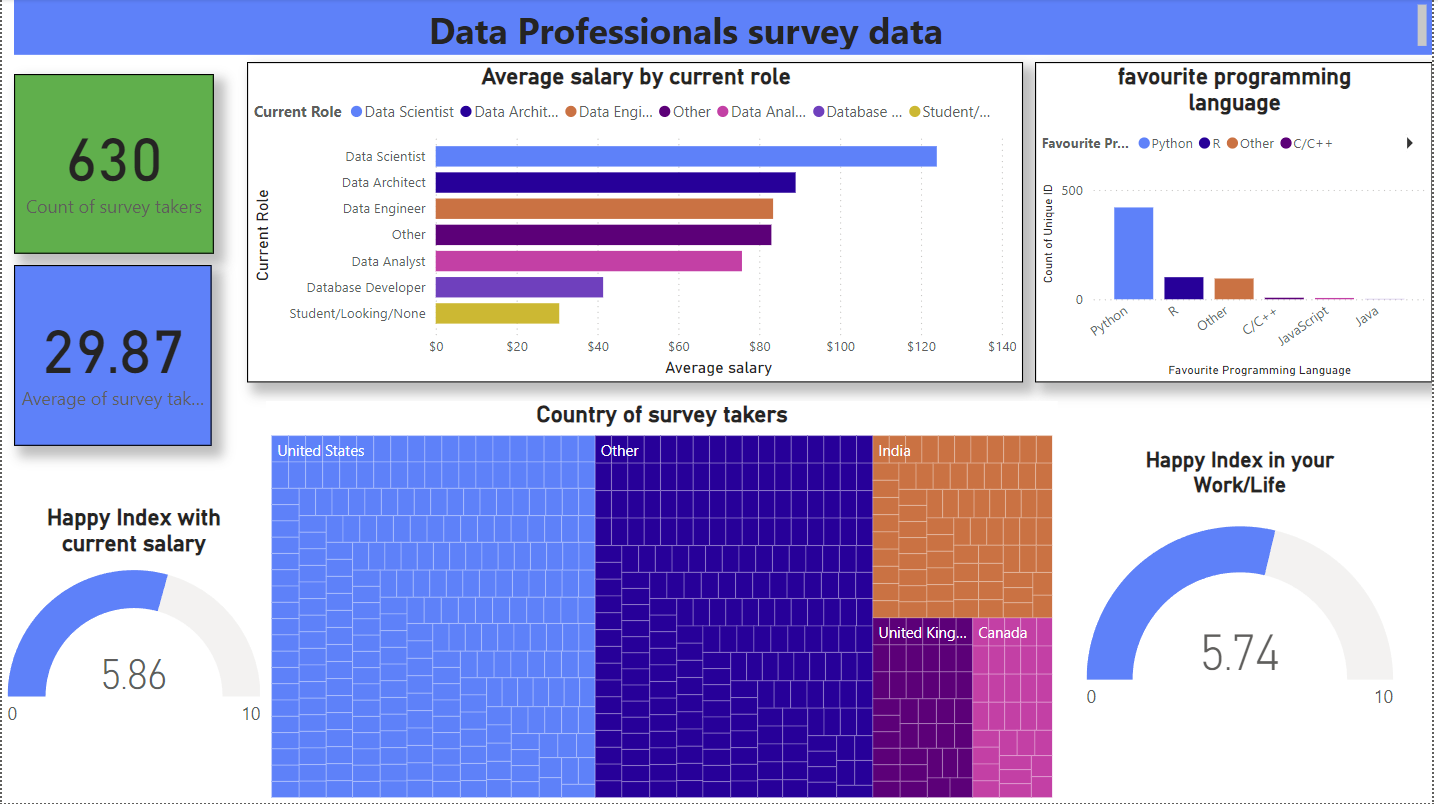 Data Professionals survey data
630
Count of survey takers
29.87
Average of survey tak...
Average salary by current role
Current Role Data Scientist Data Archit... Data Engi... Other Data Anal... Database ... Student/...
Current Role
Data Scientist
Data Architect
Data Engineer
Other
Data Analyst
Database Developer
Student/Looking/None
$0 $20 $40 $60 $80 $100 $120 $140
Average salary
favourite programming
language
Favourite Pr... Python R Other C/C++
Count of Unique ID
500
0
Python R Other C/C++ JavaScript Java
Favourite Programming Language
Happy Index with
current salary
5.86
0 10
Country of survey takers
United States
Other
India
United King...
Canada
Happy Index in your
Work/Life
5.74
0 10